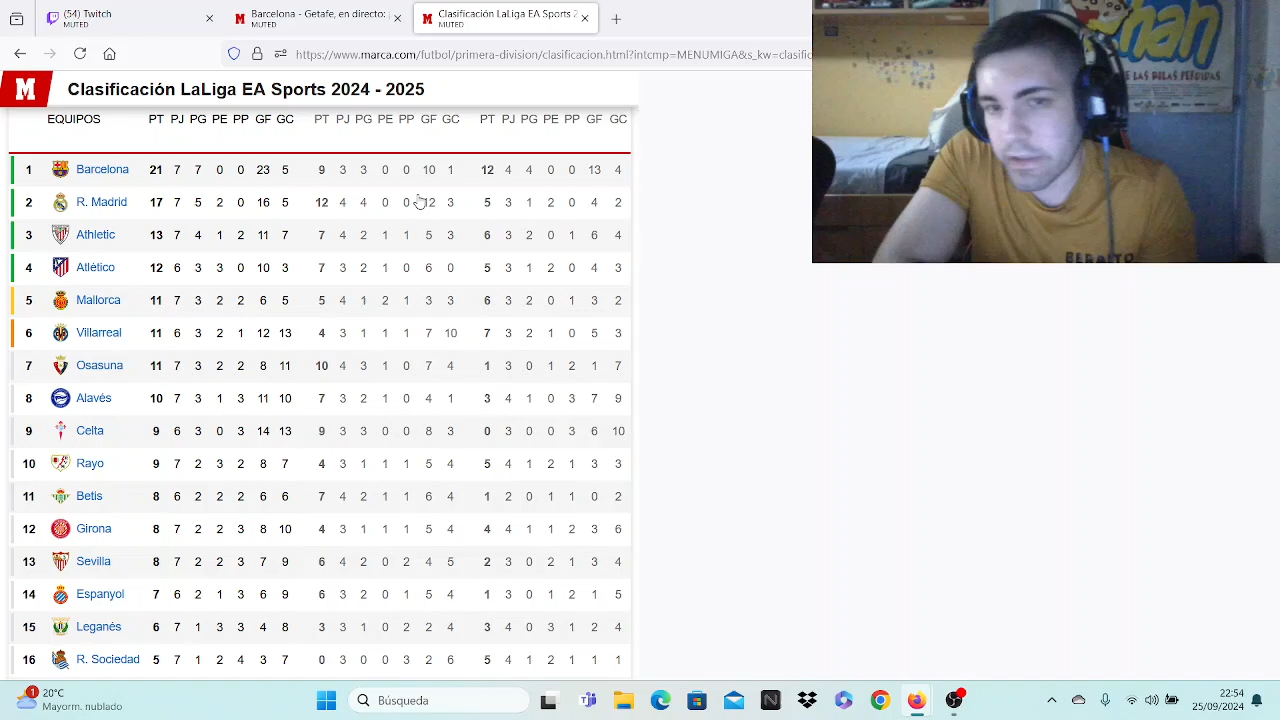 (54) Twitch
MUTED
MARCA
MUTED
Clasificación LaLiga EA Sports 2
https://www.marca.com/futbol/primera-division/clasificacion.html?intcmp=MENUMIGA&s_kw=clasific
M Clasificación LaLiga EA Sports 2024 - 2025
EQUIPOS PT PJ PG PE PP GF GC PT PJ PG PE PP GF GC PT PJ PG PE PP GF GC
1 Barcelona 21 7 7 0 0 23 5 9 3 3 0 0 10 1 12 4 4 0 0 13 4
2 R. Madrid 17 7 5 2 0 16 5 12 4 4 0 0 12 3 5 3 1 2 0 4 2
3 Athletic 13 7 4 1 2 11 7 7 4 2 1 1 5 3 6 3 2 0 1 6 4
4 Atlético 12 6 3 3 0 10 2 7 3 2 1 0 6 0 5 3 1 2 0 4 2
5 Mallorca 11 7 3 2 2 6 5 5 4 1 2 1 3 3 6 3 2 0 1 3 2
6 Villarreal 11 6 3 2 1 12 13 4 3 1 1 1 7 10 7 3 2 1 0 5 3
7 Osasuna 11 7 3 2 2 8 11 10 4 3 1 0 7 4 1 3 0 1 2 1 7
8 Alavés 10 7 3 1 3 11 10 7 3 2 1 0 4 1 3 4 1 0 3 7 9
9 Celta 9 6 3 0 3 14 13 9 3 3 0 0 8 3 0 3 0 0 3 6 10
10 Rayo 9 7 2 3 2 8 7 4 3 1 1 1 5 4 5 4 1 2 1 3 3
11 Betis 8 6 2 2 2 6 6 7 4 2 1 1 6 4 1 2 0 1 1 0 2
12 Girona 8 7 2 2 3 8 10 4 3 1 1 1 5 4 4 4 1 1 2 3 6
13 Sevilla 8 7 2 2 3 7 9 6 4 2 0 2 4 5 2 3 0 2 1 3 4
14 Espanyol 7 6 2 1 3 6 9 6 3 2 0 1 5 4 1 3 0 1 2 1 5
15 Leganés 6 7 1 3 3 4 8 3 3 1 0 2 2 4 3 4 0 3 1 2 4
16 R. Sociedad 5 7 1 2 4 3 7 0 3 0 0 3 2 6 5 4 1 2 1 1 1
han
E LAS BOLAS PERDIDAS
BERRITO
1
20°C
Mayorm. nublado
Búsqueda
22:54
25/09/2024